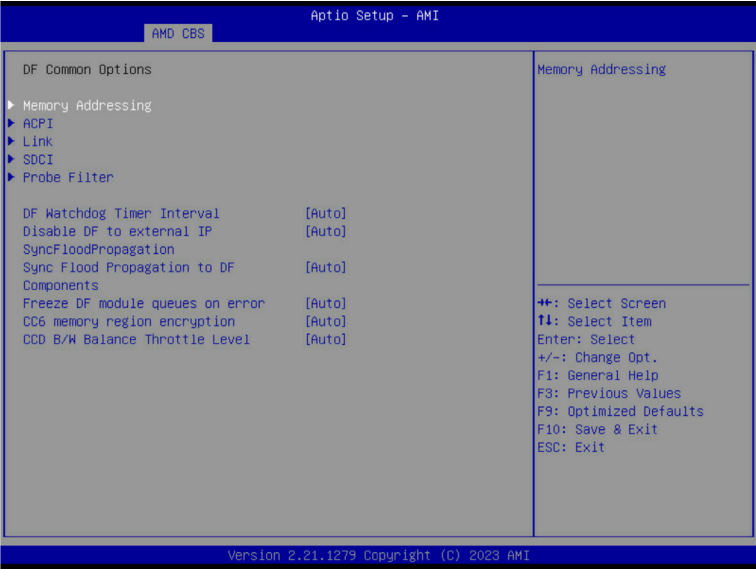 Aptio Setup – AMI
AMD CBS
DF Common Options
Memory Addressing
ACPI
Link
SDCI
Probe Filter
DF Watchdog Timer Interval [Auto]
Disable DF to external IP [Auto]
SyncFloodPropagation
Sync Flood Propagation to DF [Auto]
Components
Freeze DF module queues on error [Auto]
CC6 memory region encryption [Auto]
CCD B/W Balance Throttle Level [Auto]
Memory Addressing
→←: Select Screen
↑↓: Select Item
Enter: Select
+/-: Change Opt.
F1: General Help
F3: Previous Values
F9: Optimized Defaults
F10: Save & Exit
ESC: Exit
Version 2.21.1279 Copyright (C) 2023 AMI